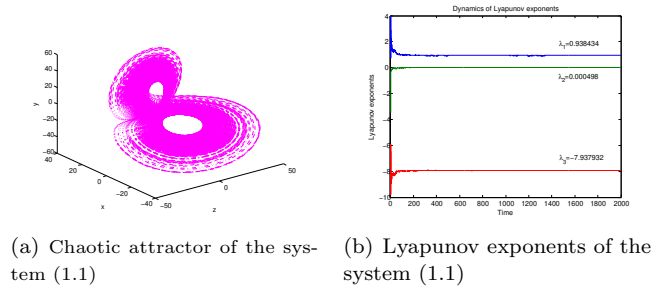 60
40
20
0
−20
−40
−60
y
40
20
0
−20
−40
x
−50
0
50
z
Dynamics of Lyapunov exponents
4
2
0
−2
−4
−6
−8
−10
Lyapunov exponents
λ1=0.938434
λ2=0.000498
λ3=−7.937932
0 200 400 600 800 1000 1200 1400 1600 1800 2000
Time
(a) Chaotic attractor of the sys-
tem (1.1)
(b) Lyapunov exponents of the
system (1.1)